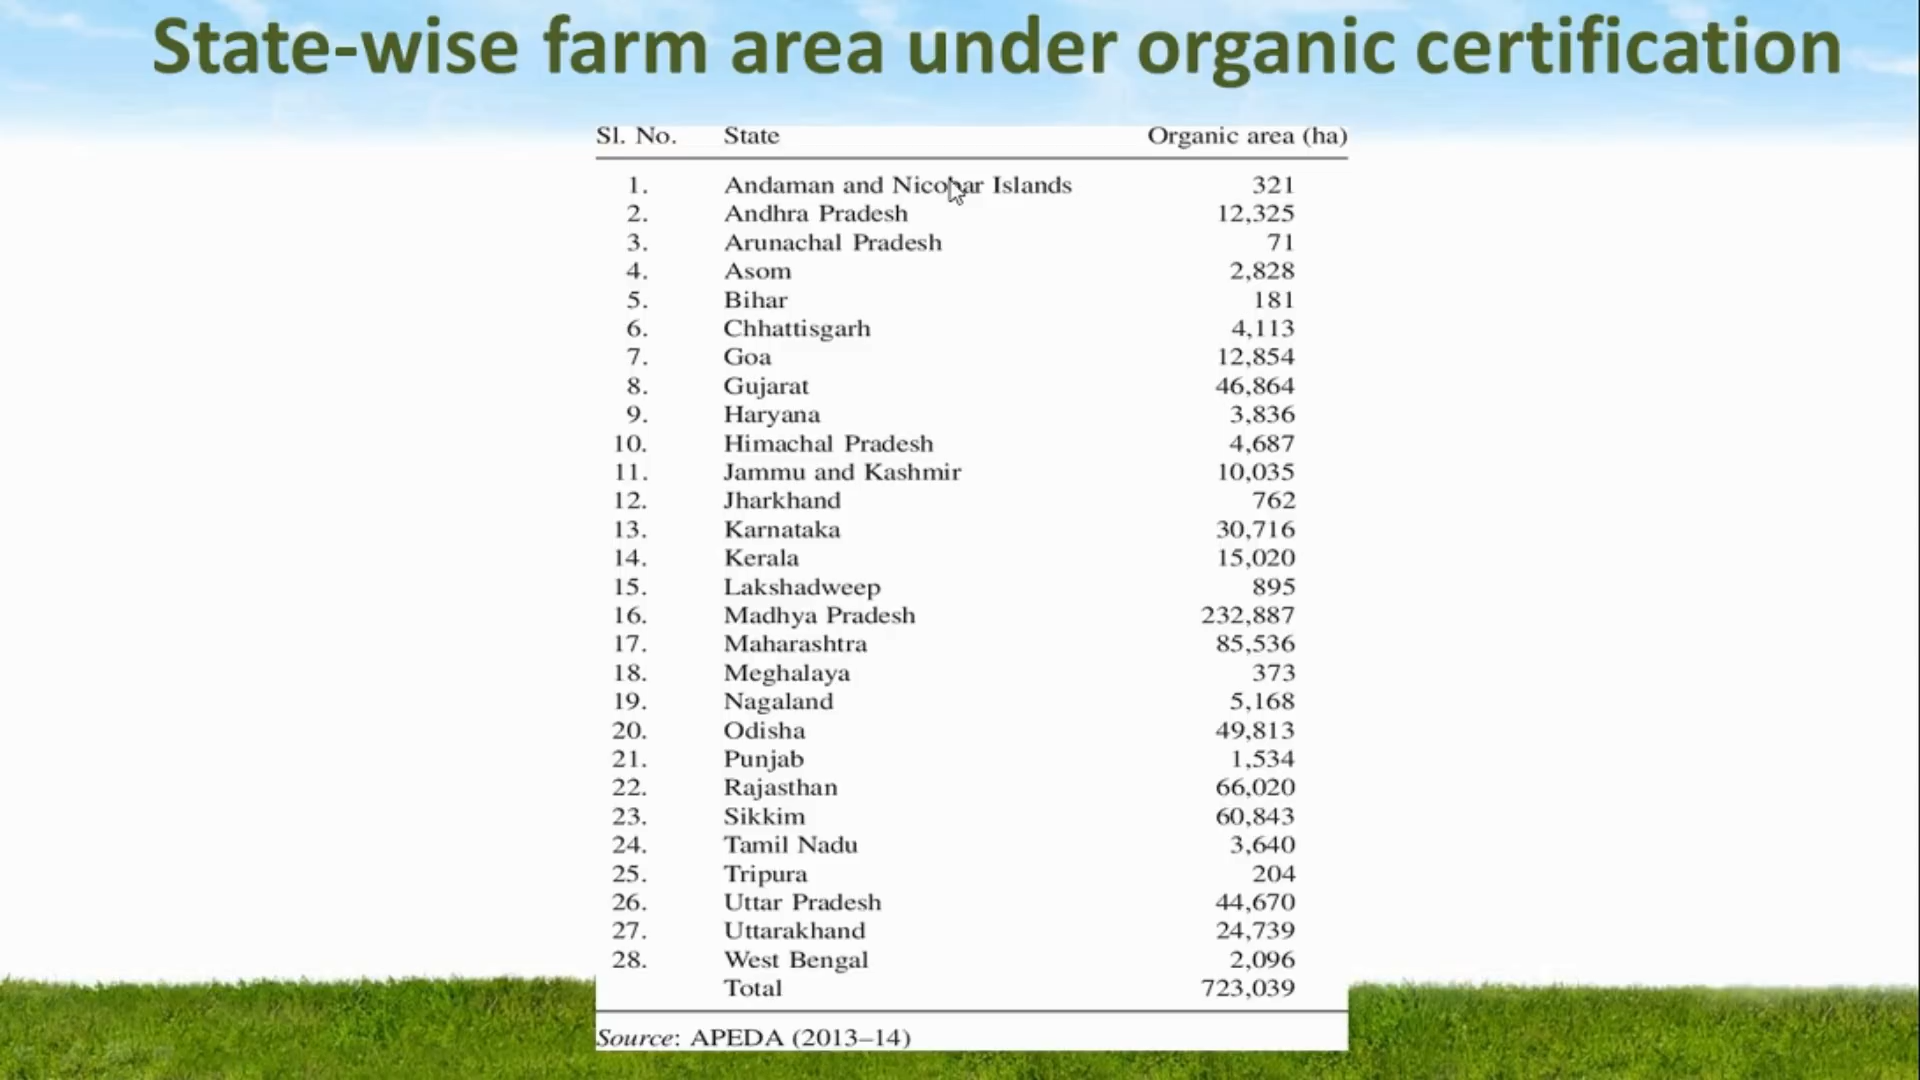 State-wise farm area under organic certification
Sl. No. State Organic area (ha)
1. Andaman and Nicobar Islands 321
2. Andhra Pradesh 12,325
3. Arunachal Pradesh 71
4. Asom 2,828
5. Bihar 181
6. Chhattisgarh 4,113
7. Goa 12,854
8. Gujarat 46,864
9. Haryana 3,836
10. Himachal Pradesh 4,687
11. Jammu and Kashmir 10,035
12. Jharkhand 762
13. Karnataka 30,716
14. Kerala 15,020
15. Lakshadweep 895
16. Madhya Pradesh 232,887
17. Maharashtra 85,536
18. Meghalaya 373
19. Nagaland 5,168
20. Odisha 49,813
21. Punjab 1,534
22. Rajasthan 66,020
23. Sikkim 60,843
24. Tamil Nadu 3,640
25. Tripura 204
26. Uttar Pradesh 44,670
27. Uttarakhand 24,739
28. West Bengal 2,096
Total 723,039
Source: APEDA (2013–14)